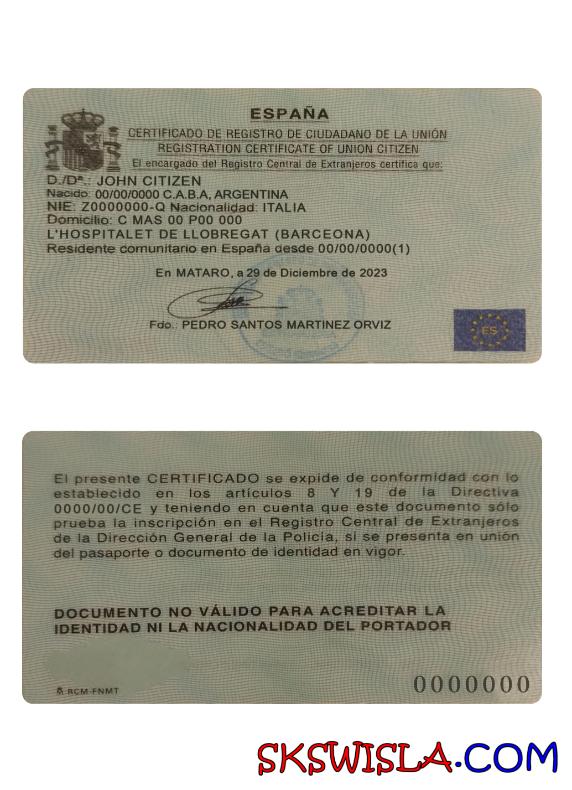 ESPAÑA
CERTIFICADO DE REGISTRO DE CIUDADANO DE LA UNIÓN
REGISTRATION CERTIFICATE OF UNION CITIZEN
El encargado del Registro Central de Extranjeros certifica que:
D./Dª.: JOHN CITIZEN
Nacido: 00/00/0000 C.A.B.A, ARGENTINA
NIE: Z0000000-Q Nacionalidad: ITALIA
Domicilio: C MAS 00 P00 000
L'HOSPITALET DE LLOBREGAT (BARCEONA)
Residente comunitario en España desde 00/00/0000(1)
En MATARO, a 29 de Diciembre de 2023
Fdo.: PEDRO SANTOS MARTINEZ ORVIZ
ES
El presente CERTIFICADO se expide de conformidad con lo
establecido en los artículos 8 Y 19 de la Directiva
0000/00/CE y teniendo en cuenta que este documento sólo
prueba la inscripción en el Registro Central de Extranjeros
de la Dirección General de la Policía, si se presenta en unión
del pasaporte o documento de identidad en vigor.
DOCUMENTO NO VÁLIDO PARA ACREDITAR LA
IDENTIDAD NI LA NACIONALIDAD DEL PORTADOR
RCM-FNMT
0000000
SKSWISLA.COM